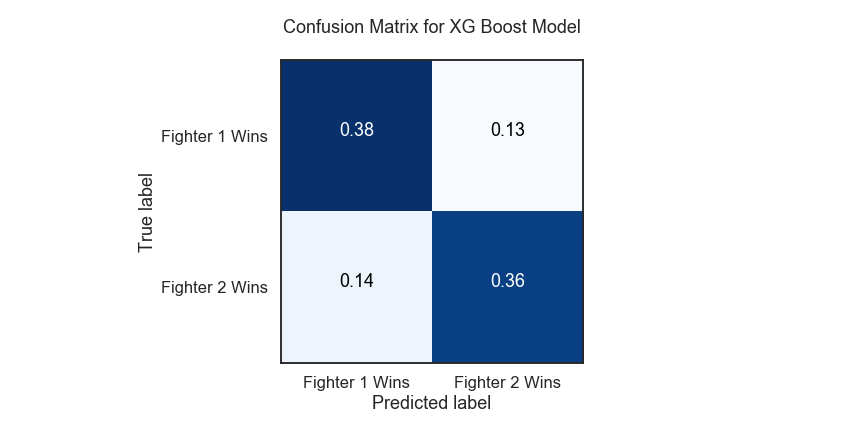 Confusion Matrix for XG Boost Model
True label
Fighter 1 Wins
0.38
0.13
Fighter 2 Wins
0.14
0.36
Fighter 1 Wins
Fighter 2 Wins
Predicted label